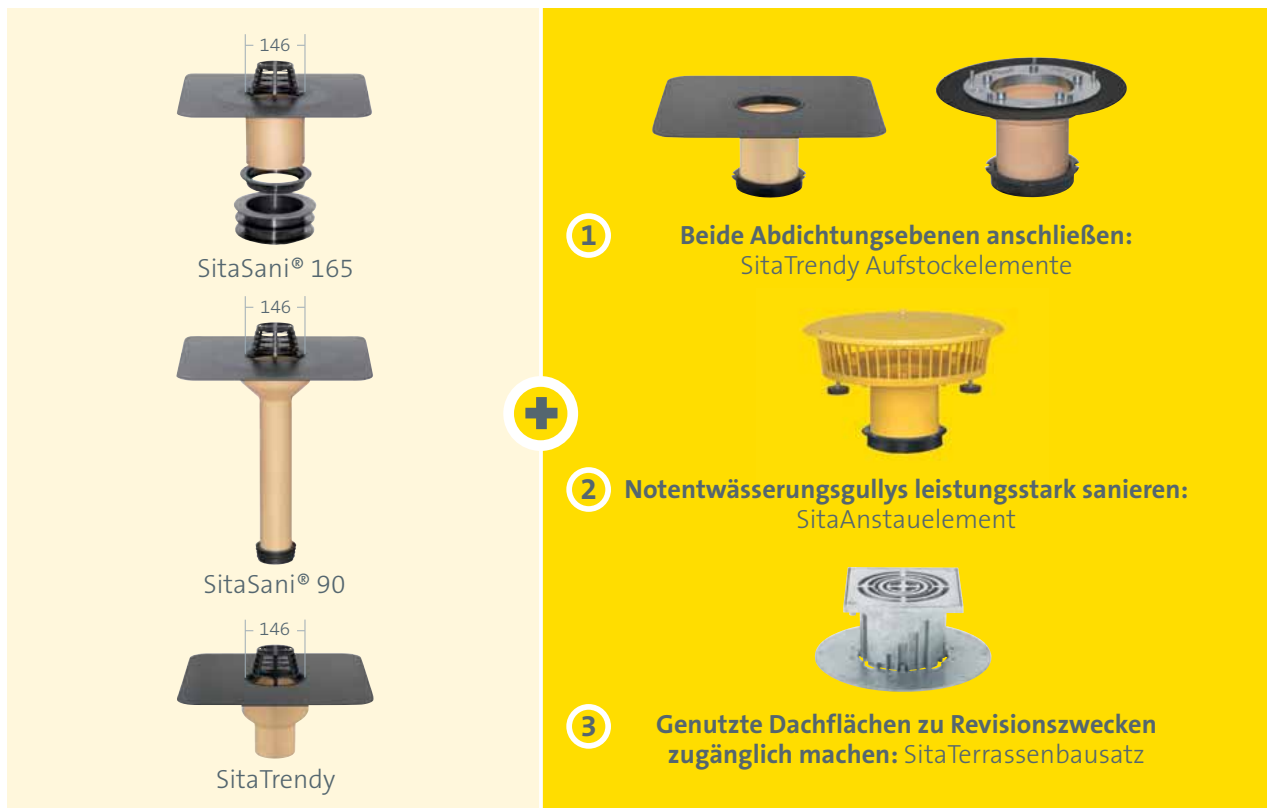 146
SitaSani® 165
146
SitaSani® 90
146
SitaTrendy
1
Beide Abdichtungsebenen anschließen:
SitaTrendy Aufstockelemente
2
Notentwässerungsgullys leistungsstark sanieren:
SitaAnstauelement
3
Genutzte Dachflächen zu Revisionszwecken
zugänglich machen: SitaTerrassenbausatz